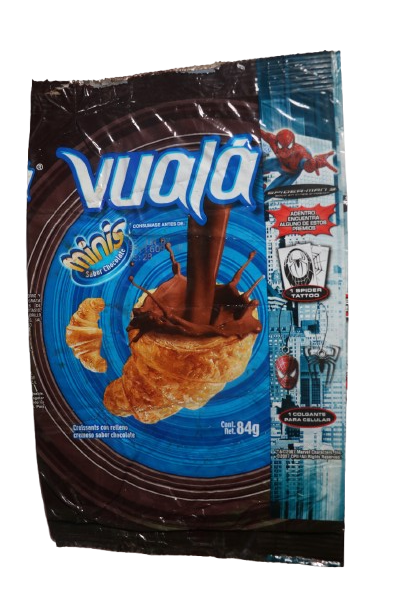 VUALÁ
minis
Sabor Chocolate
CONSUMASE ANTES DE
ADENTRO
ENCUENTRA
ALGUNO DE ESTOS
PREMIOS
1 SPIDER
TATTOO
1 COLGANTE
PARA CELULAR
Croissants con relleno
cremoso sabor chocolate
Cont.
Net. 84g